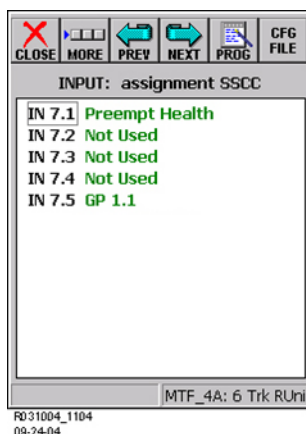 CLOSE MORE PREV NEXT PROG CFG FILE
INPUT: assignment SSCC
IN 7.1 Preempt Health
IN 7.2 Not Used
IN 7.3 Not Used
IN 7.4 Not Used
IN 7.5 GP 1.1
MTF_4A: 6 Trk RUni
R031004_1104
09-24-04